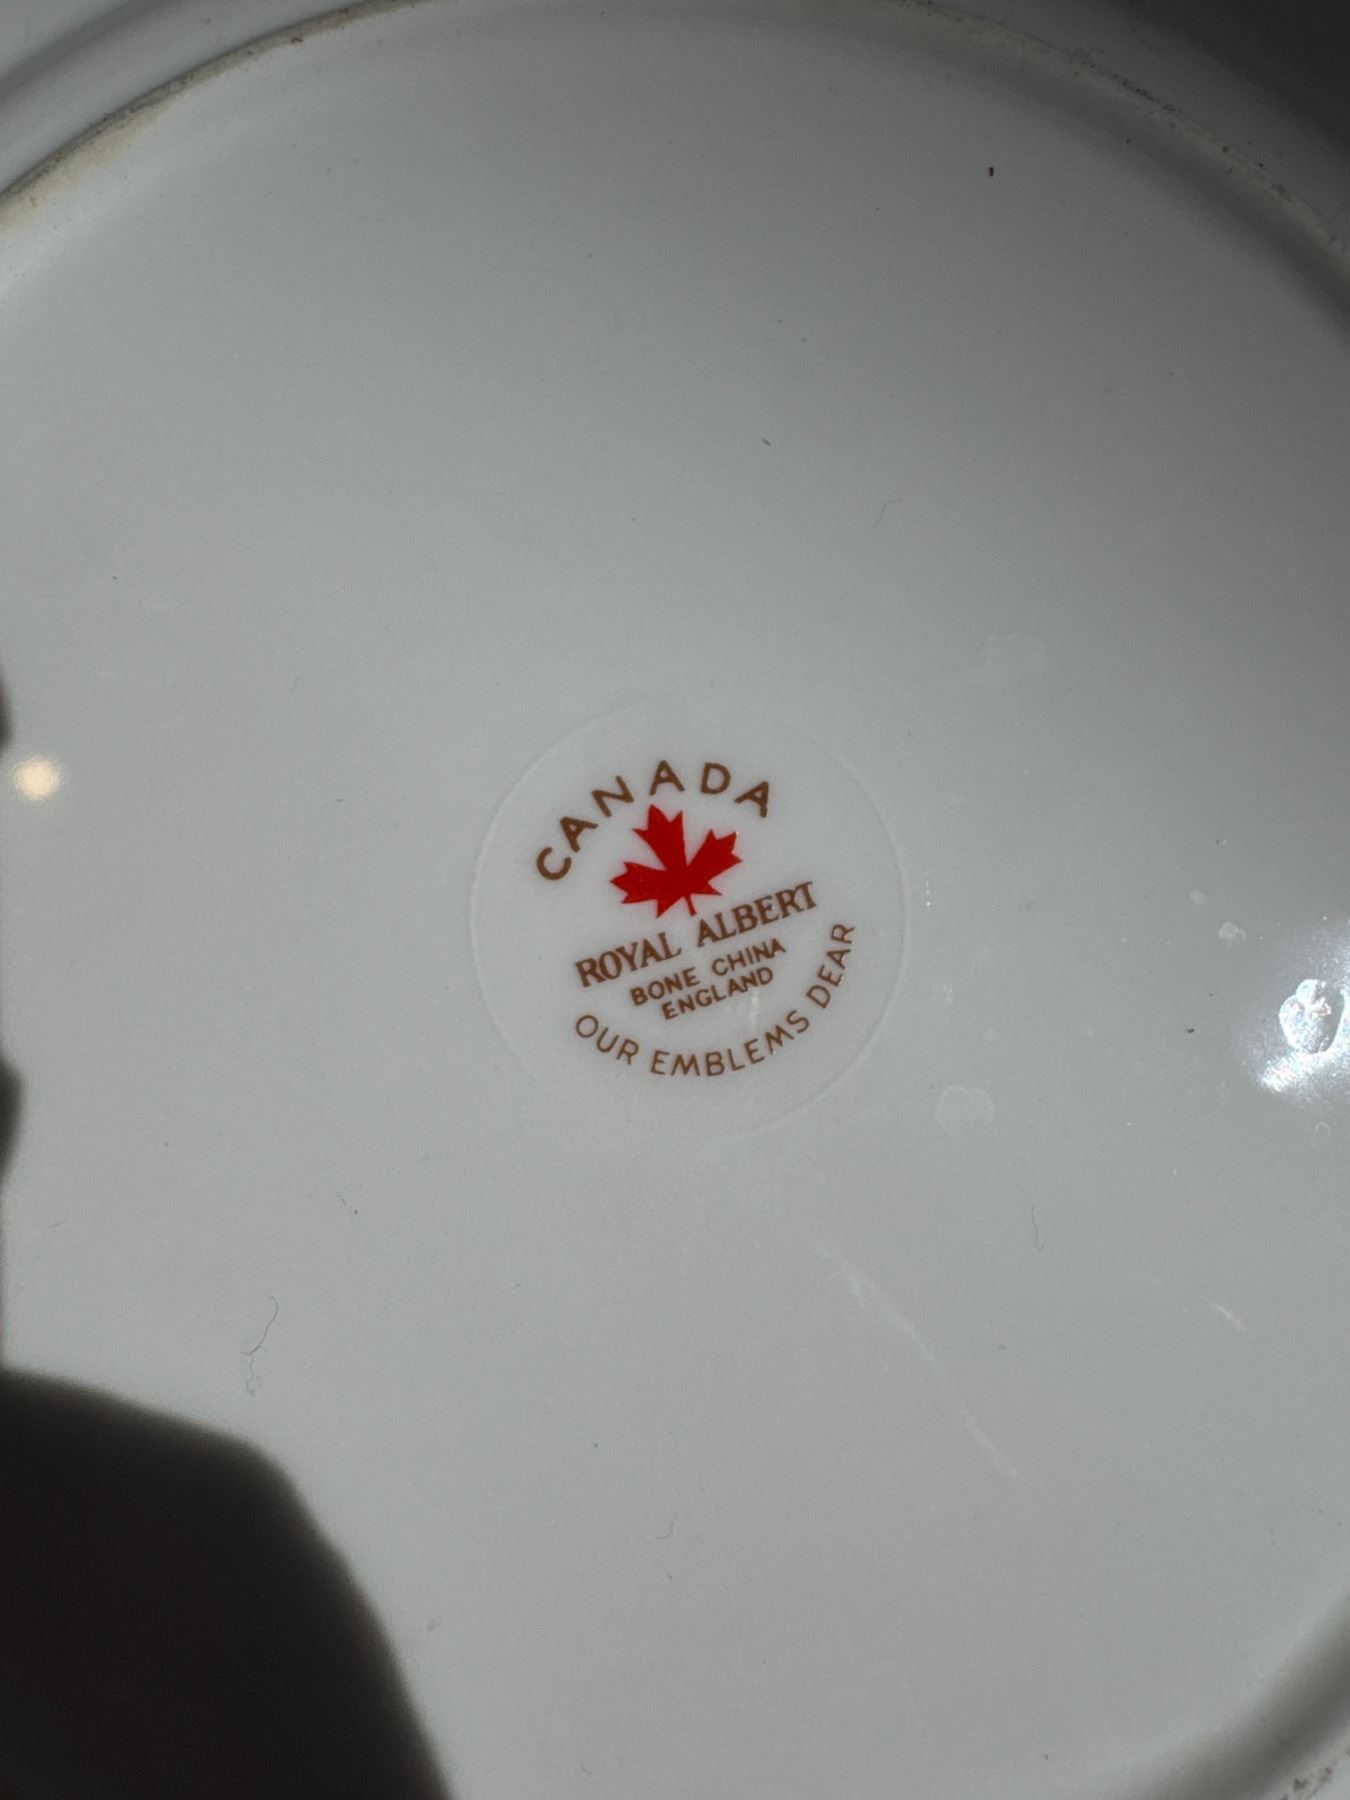 CANADA
ROYAL ALBERT
BONE CHINA
ENGLAND
OUR EMBLEMS DEAR